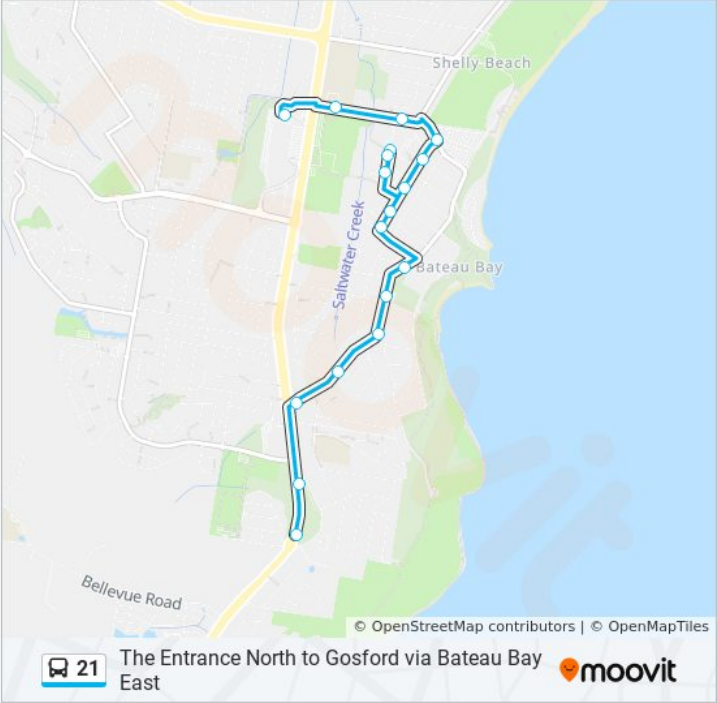 Shelly Beach
Saltwater Creek
Bateau Bay
Bellevue Road
© OpenStreetMap contributors | © OpenMapTiles
21
The Entrance North to Gosford via Bateau Bay
East
moovit